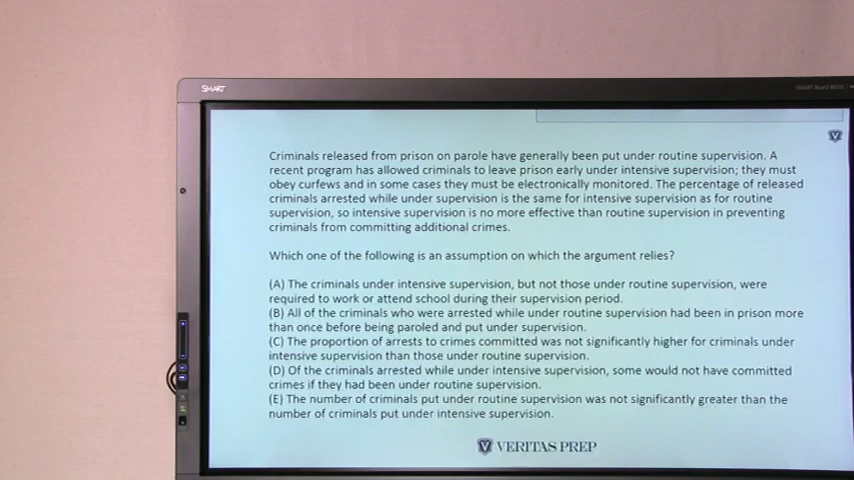 SMART
Criminals released from prison on parole have generally been put under routine supervision. A
recent program has allowed criminals to leave prison early under intensive supervision; they must
obey curfews and in some cases they must be electronically monitored. The percentage of released
criminals arrested while under supervision is the same for intensive supervision as for routine
supervision, so intensive supervision is no more effective than routine supervision in preventing
criminals from committing additional crimes.
Which one of the following is an assumption on which the argument relies?
(A) The criminals under intensive supervision, but not those under routine supervision, were
required to work or attend school during their supervision period.
(B) All of the criminals who were arrested while under routine supervision had been in prison more
than once before being paroled and put under supervision.
(C) The proportion of arrests to crimes committed was not significantly higher for criminals under
intensive supervision than those under routine supervision.
(D) Of the criminals arrested while under intensive supervision, some would not have committed
crimes if they had been under routine supervision.
(E) The number of criminals put under routine supervision was not significantly greater than the
number of criminals put under intensive supervision.
VERITAS PREP